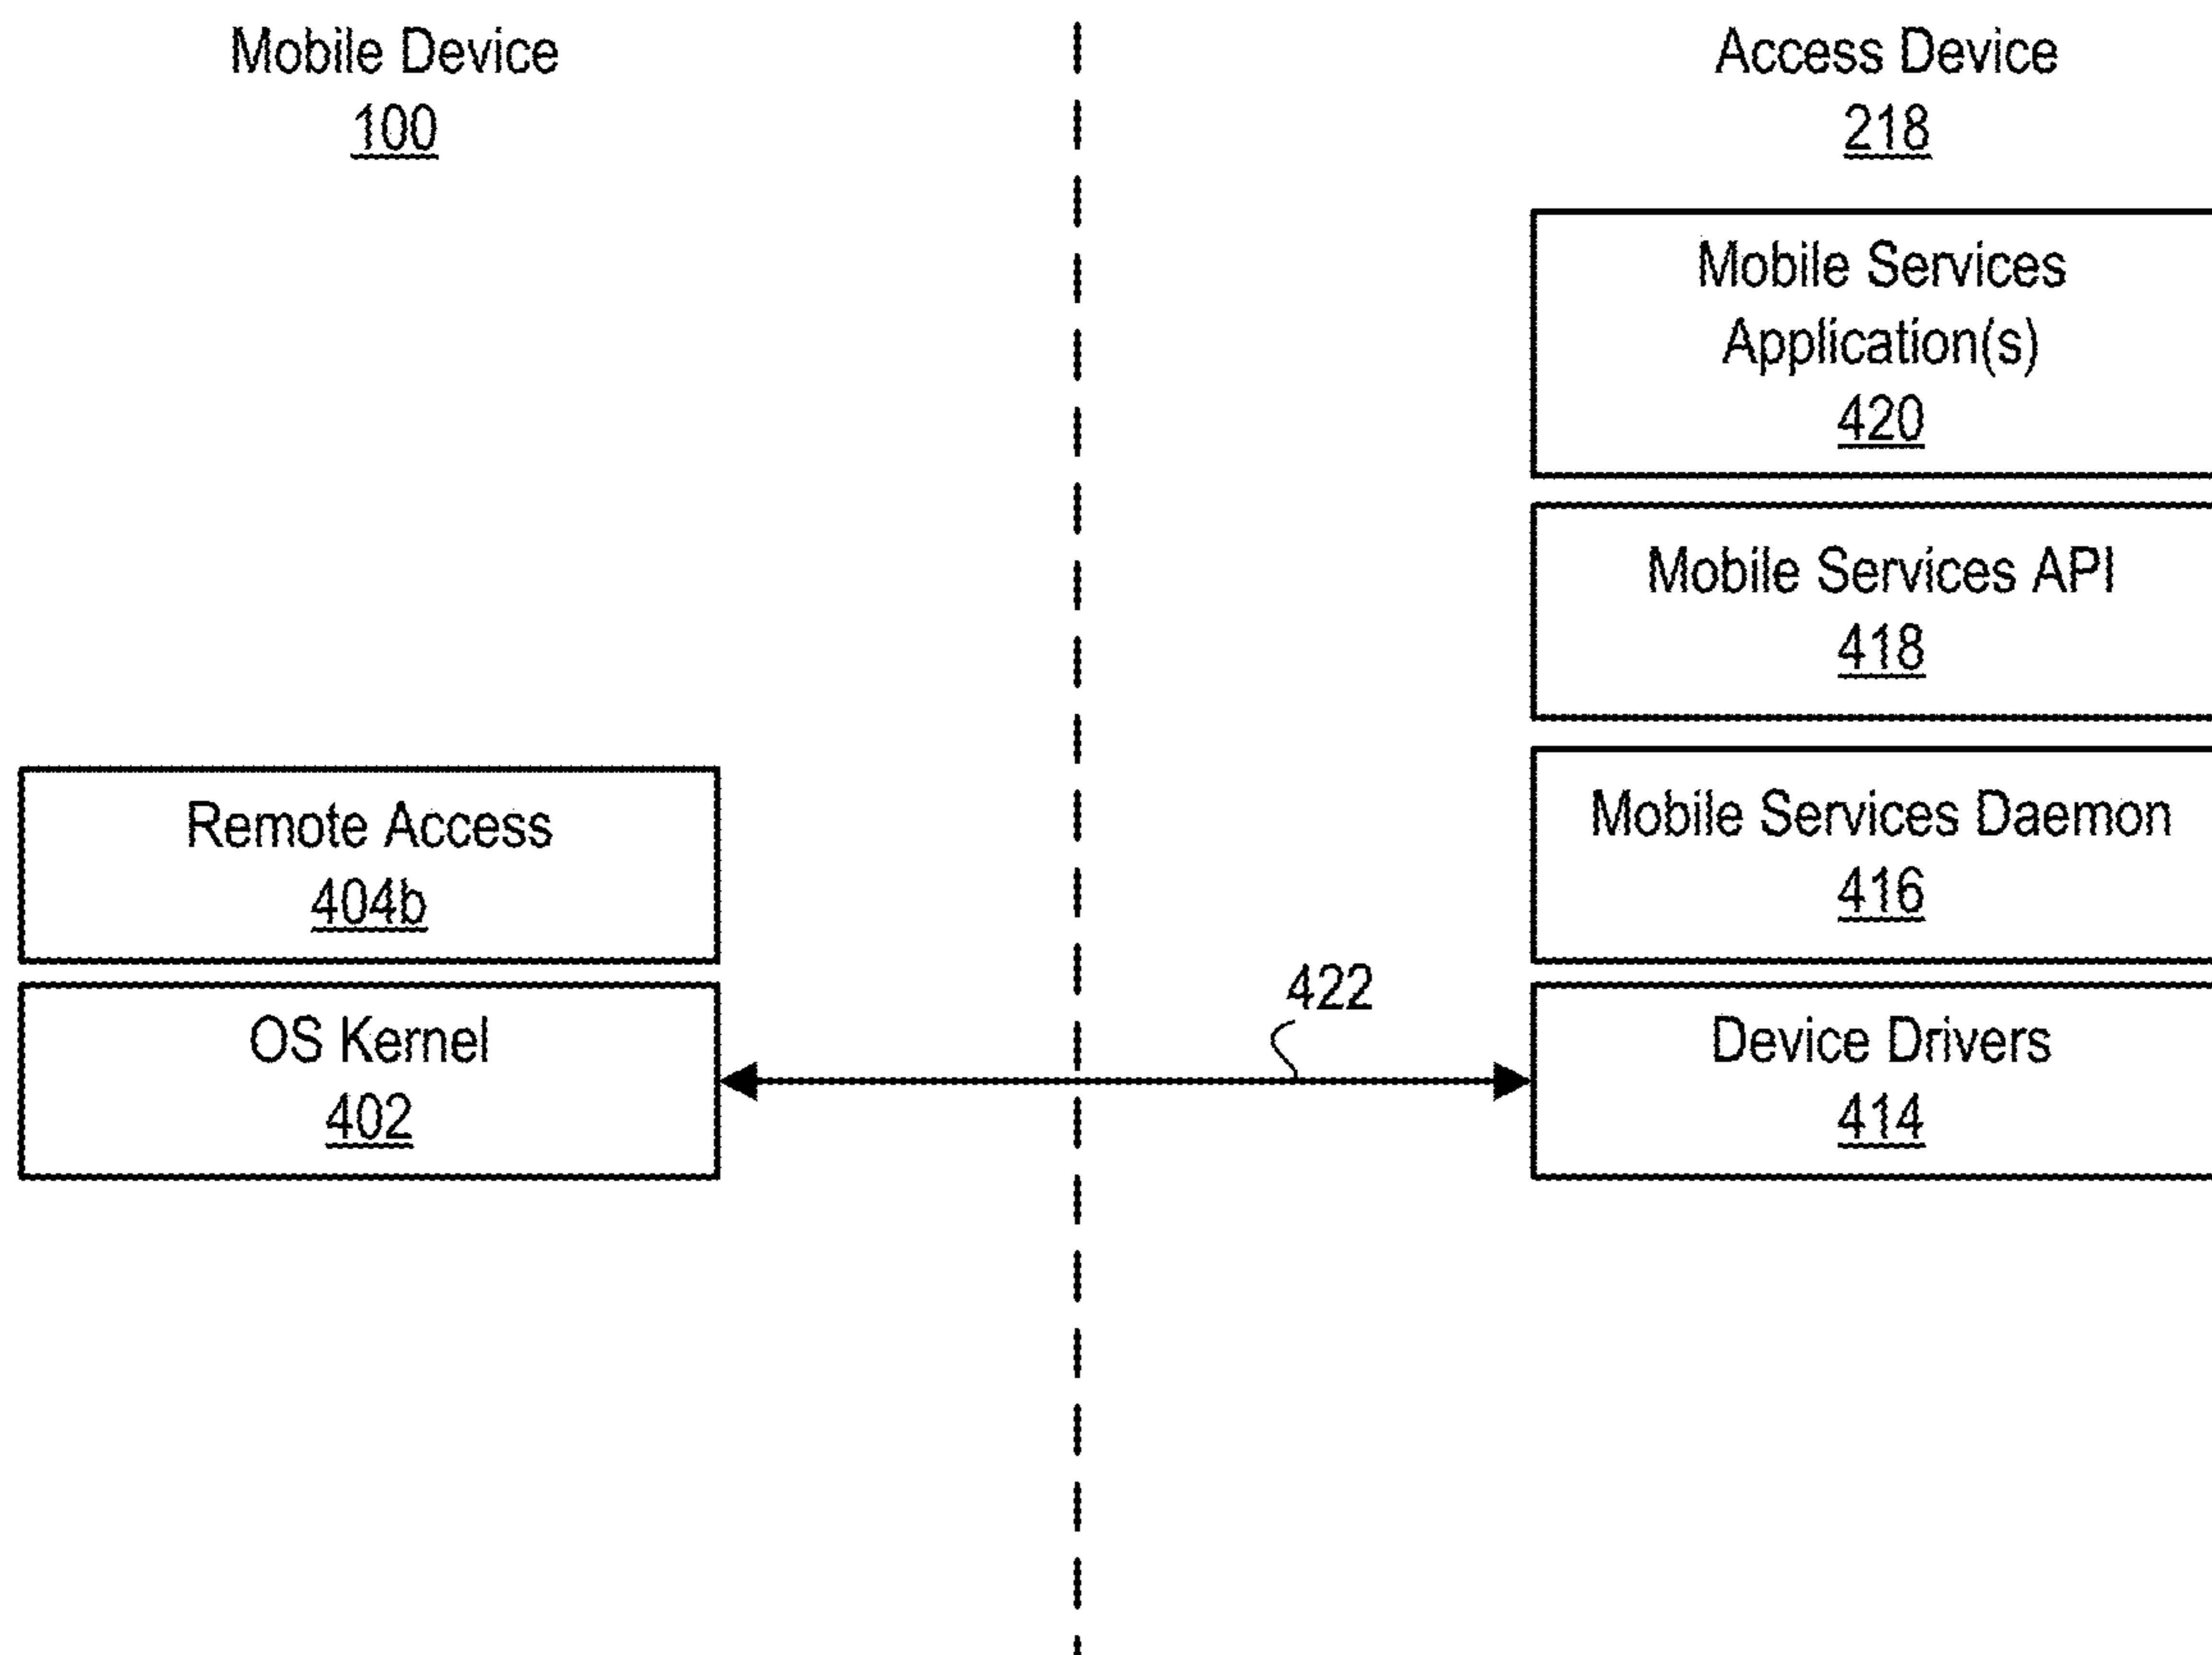 Mobile Device
100
Access Device
218
Mobile Services
Application(s)
420
Mobile Services API
418
Mobile Services Daemon
416
Remote Access
404b
422
OS Kernel
402
Device Drivers
414